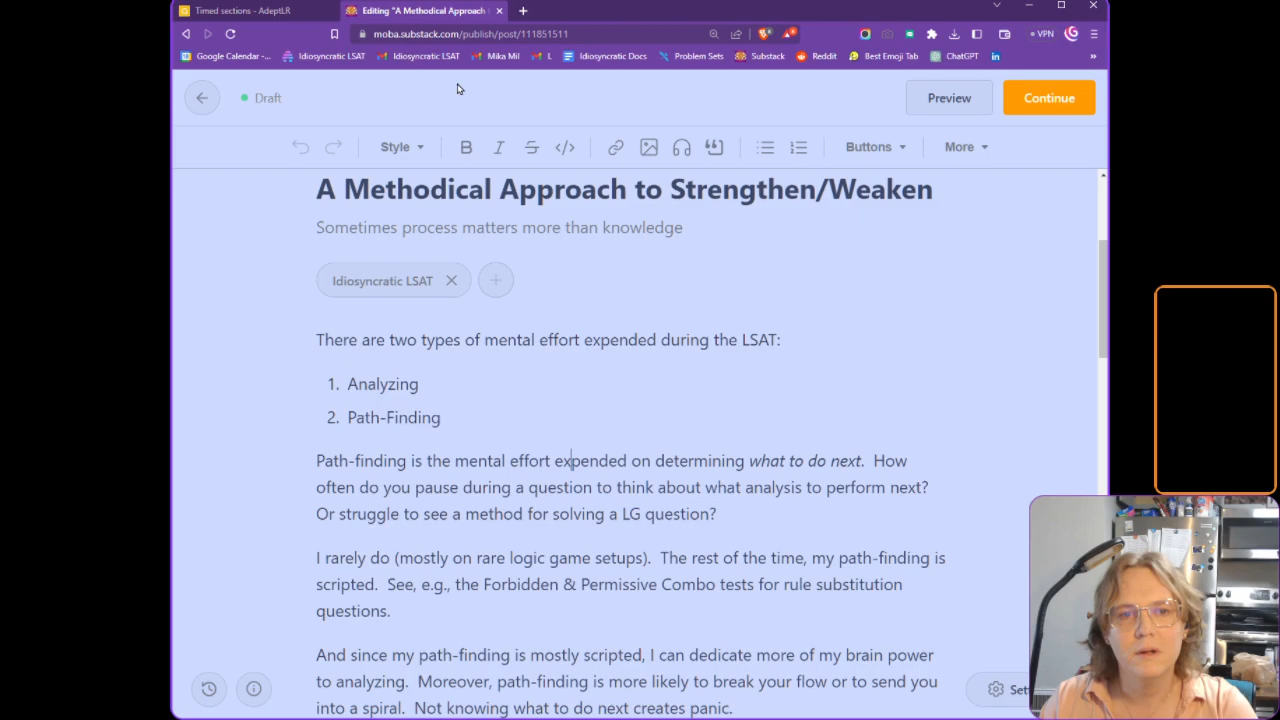 Timed sections - AdeptLR
Editing "A Methodical Approach
moba.substack.com/publish/post/111851511
VPN
Google Calendar -...
Idiosyncratic LSAT
Idiosyncratic LSAT
Mika Mil
L
Idiosyncratic Docs
Problem Sets
Substack
Reddit
Best Emoji Tab
ChatGPT
»
Draft
Preview
Continue
Style
B
I
S
Buttons
More
A Methodical Approach to Strengthen/Weaken
Sometimes process matters more than knowledge
Idiosyncratic LSAT
There are two types of mental effort expended during the LSAT:
1. Analyzing
2. Path-Finding
Path-finding is the mental effort expended on determining what to do next. How
often do you pause during a question to think about what analysis to perform next?
Or struggle to see a method for solving a LG question?
I rarely do (mostly on rare logic game setups). The rest of the time, my path-finding is
scripted. See, e.g., the Forbidden & Permissive Combo tests for rule substitution
questions.
And since my path-finding is mostly scripted, I can dedicate more of my brain power
to analyzing. Moreover, path-finding is more likely to break your flow or to send you
into a spiral. Not knowing what to do next creates panic.
Set